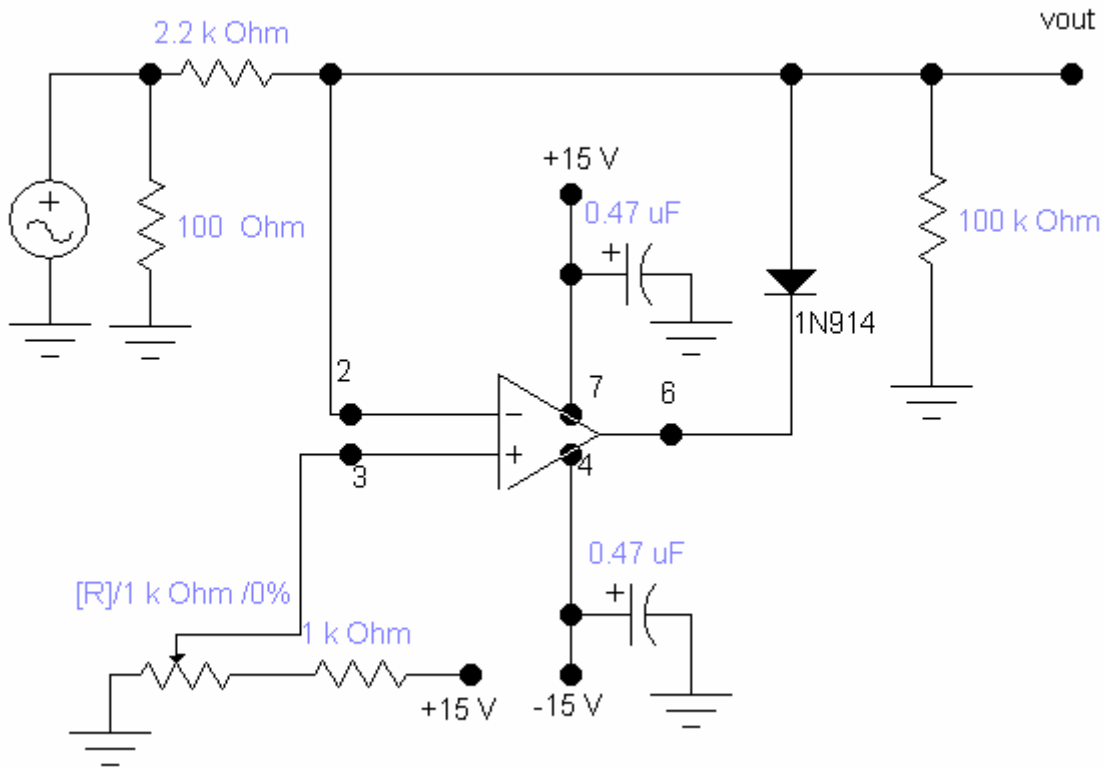 vout
2.2 k Ohm
+15 V
0.47 uF
100 Ohm
100 k Ohm
+
+
1N914
2
7
6
−
+
3
4
0.47 uF
+
[R]/1 k Ohm /0%
1 k Ohm
+15 V
-15 V